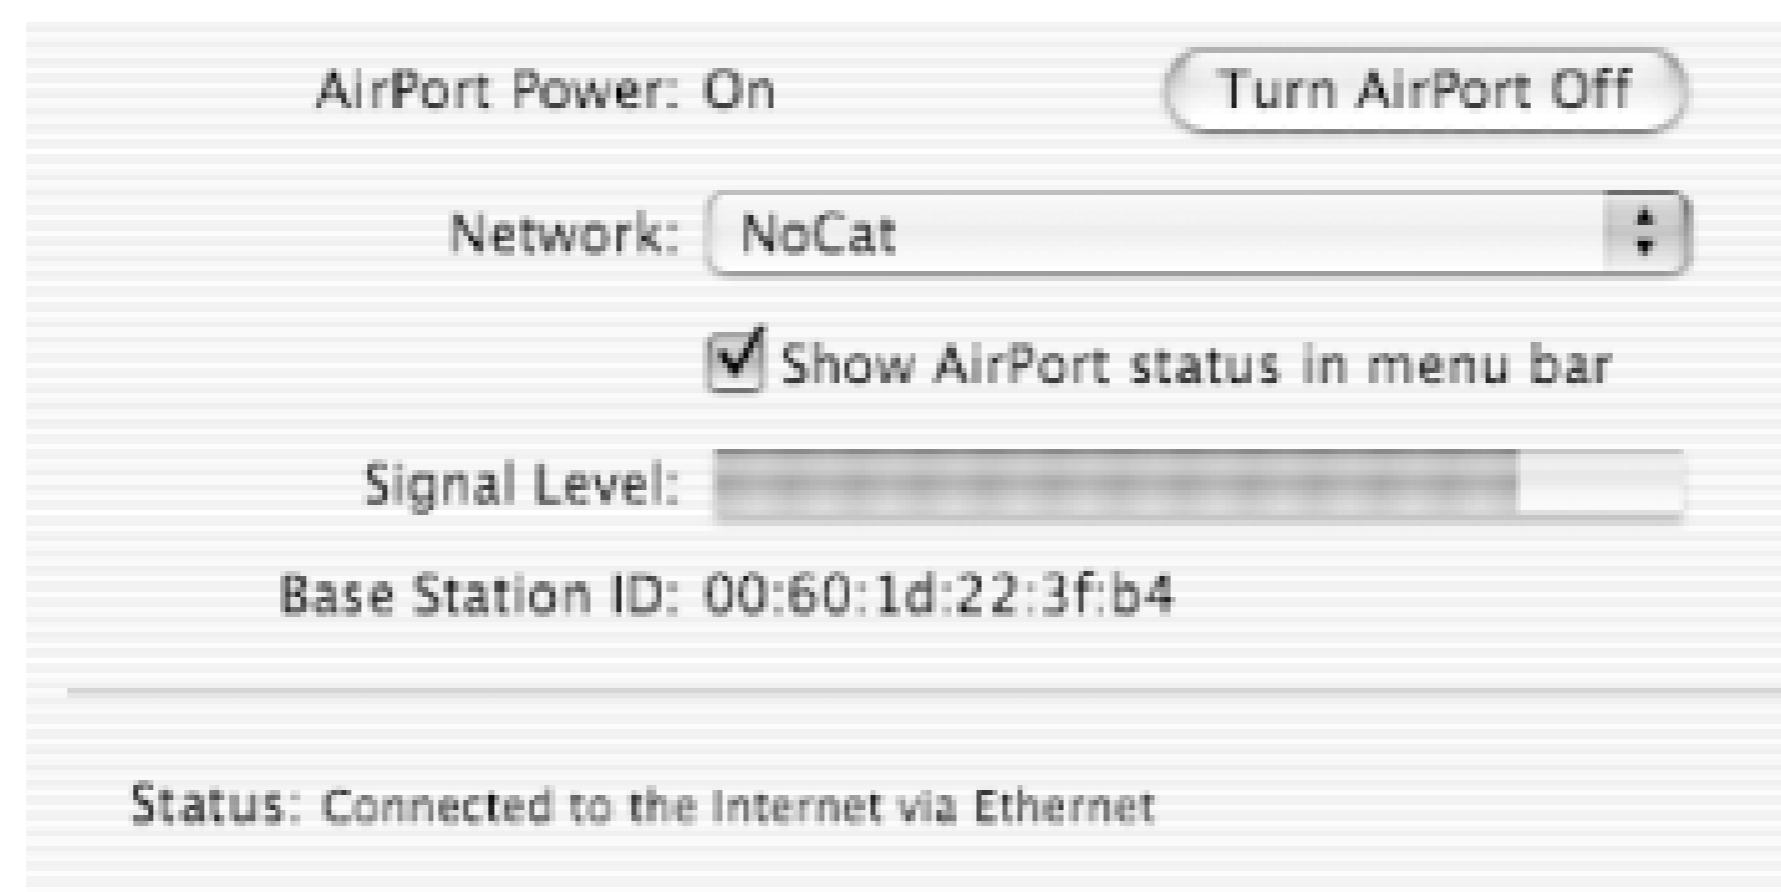 AirPort Power: On Turn AirPort Off
Network: NoCat
Show AirPort status in menu bar
Signal Level:
Base Station ID: 00:60:1d:22:3f:b4
Status: Connected to the Internet via Ethernet